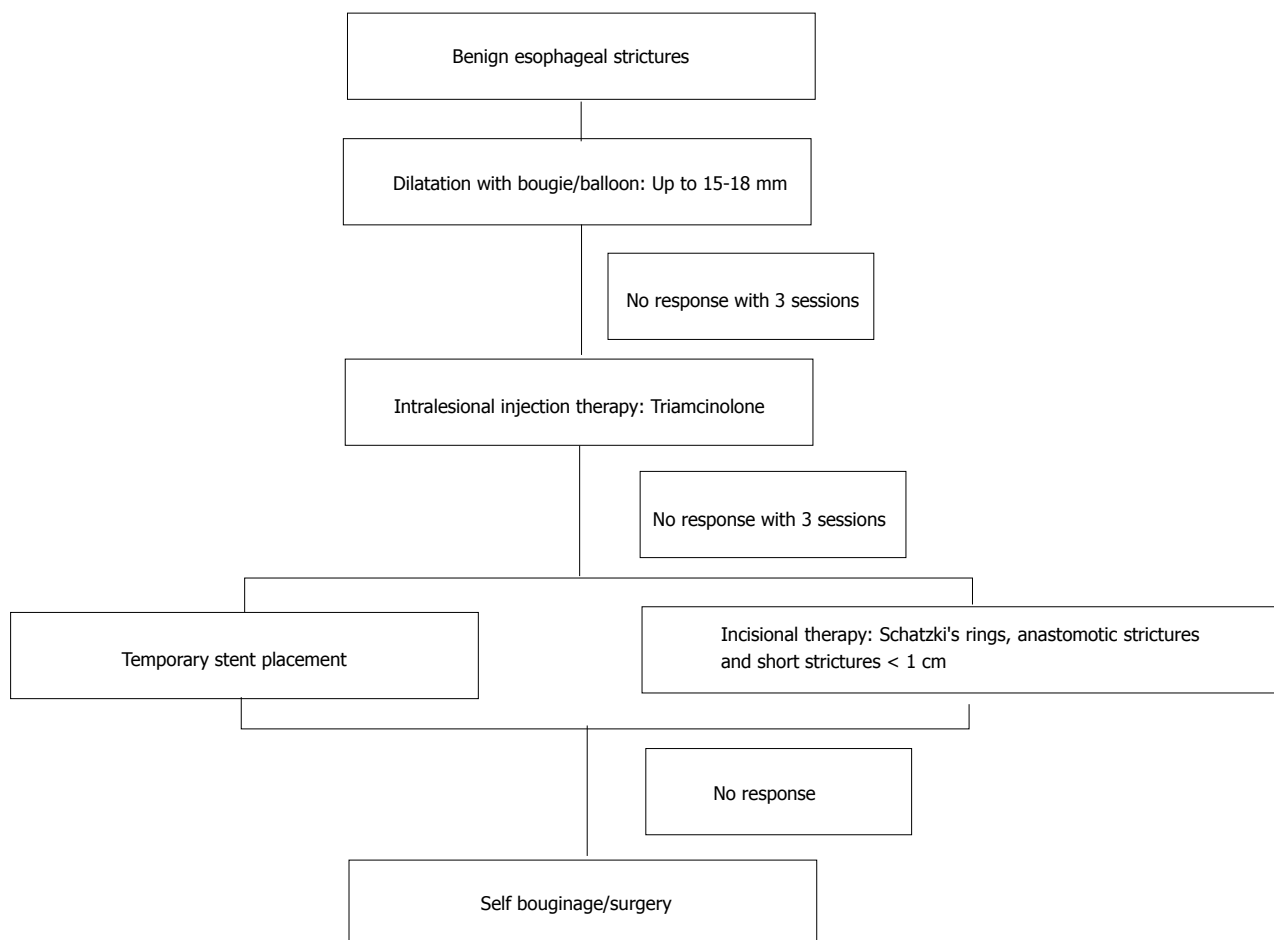 Benign esophageal strictures
Dilatation with bougie/balloon: Up to 15-18 mm
No response with 3 sessions
Intralesional injection therapy: Triamcinolone
No response with 3 sessions
Temporary stent placement
Incisional therapy: Schatzki's rings, anastomotic strictures
and short strictures < 1 cm
No response
Self bouginage/surgery